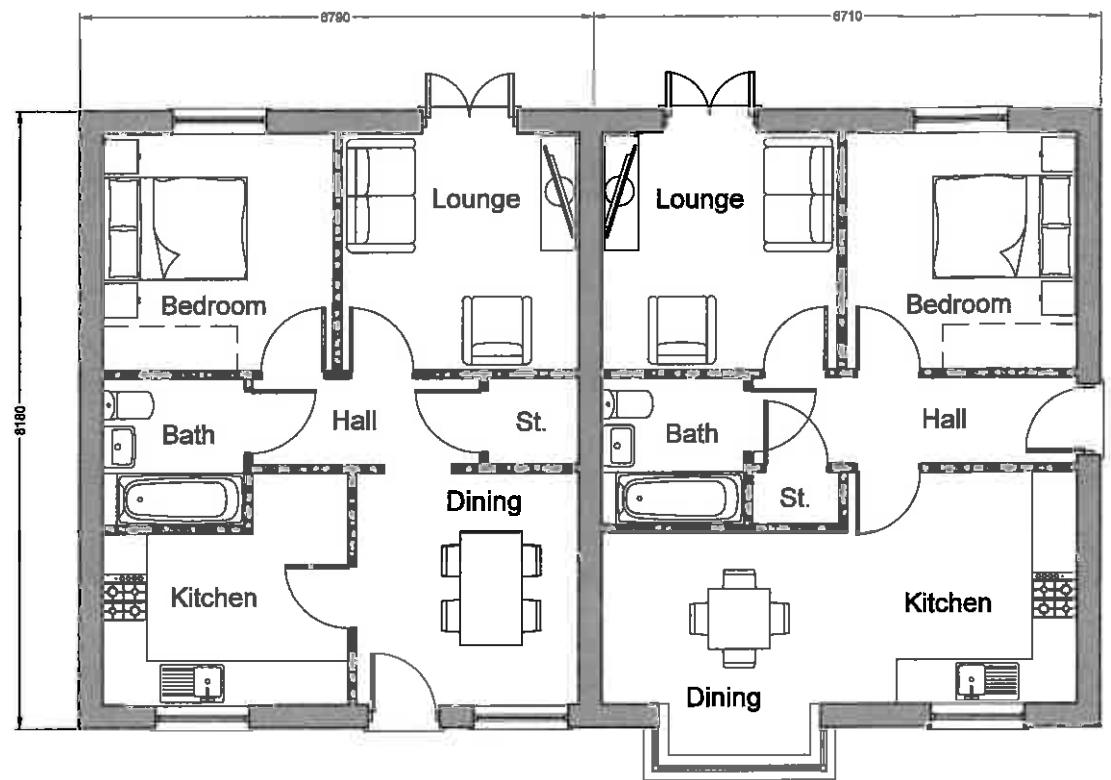 6790
6710
8180
Lounge
Lounge
Bedroom
Bedroom
Bath
Hall
St.
Bath
Hall
Dining
St.
Kitchen
Kitchen
Dining